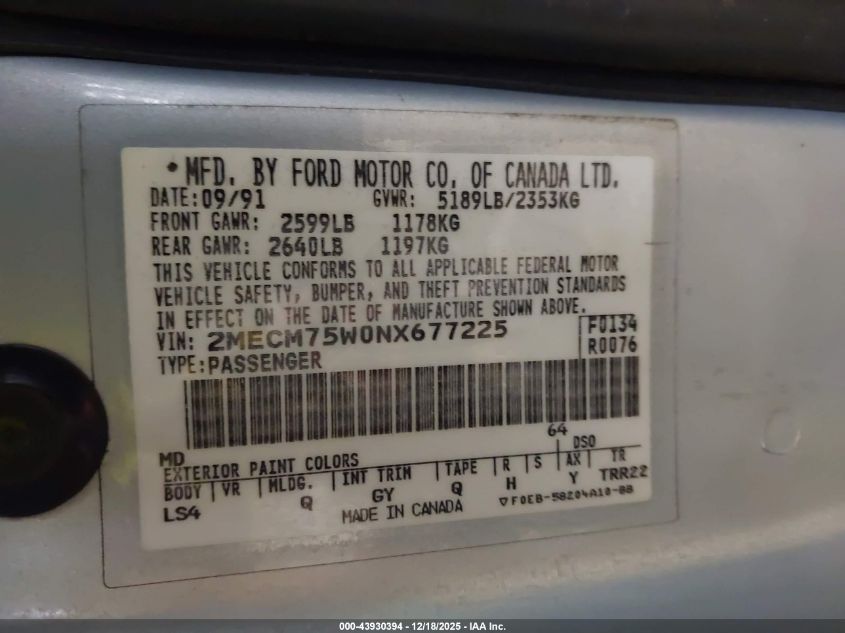 •MFD. BY FORD MOTOR CO. OF CANADA LTD.
DATE:09/91 GVWR: 5189LB/2353KG
FRONT GAWR: 2599LB 1178KG
REAR GAWR: 2640LB 1197KG
THIS VEHICLE CONFORMS TO ALL APPLICABLE FEDERAL MOTOR
VEHICLE SAFETY, BUMPER, AND THEFT PREVENTION STANDARDS
IN EFFECT ON THE DATE OF MANUFACTURE SHOWN ABOVE.
VIN: 2MECM75W0NX677225 F0134
TYPE:PASSENGER R0076
64
MD DSO
EXTERIOR PAINT COLORS
BODY VR MLDG. INT TRIM TAPE R S AX TR
LS4 Q GY Q H Y TRR22
MADE IN CANADA ▽F0EB-58204A10-BB
000-43930394 - 12/18/2025 - IAA Inc.